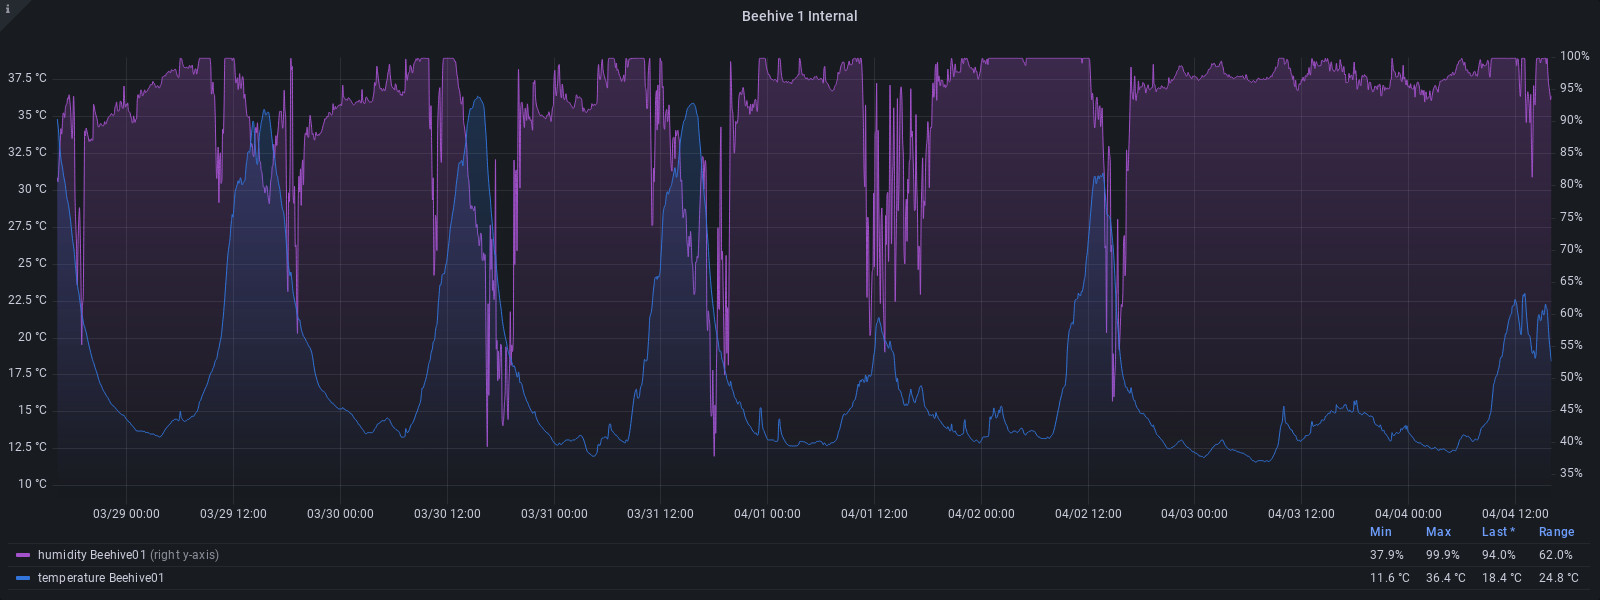 i
Beehive 1 Internal
37.5 °C
35 °C
32.5 °C
30 °C
27.5 °C
25 °C
22.5 °C
20 °C
17.5 °C
15 °C
12.5 °C
10 °C
100%
95%
90%
85%
80%
75%
70%
65%
60%
55%
50%
45%
40%
35%
03/29 00:00 03/29 12:00 03/30 00:00 03/30 12:00 03/31 00:00 03/31 12:00 04/01 00:00 04/01 12:00 04/02 00:00 04/02 12:00 04/03 00:00 04/03 12:00 04/04 00:00 04/04 12:00
Min Max Last * Range
humidity Beehive01 (right y-axis) 37.9% 99.9% 94.0% 62.0%
temperature Beehive01 11.6 °C 36.4 °C 18.4 °C 24.8 °C